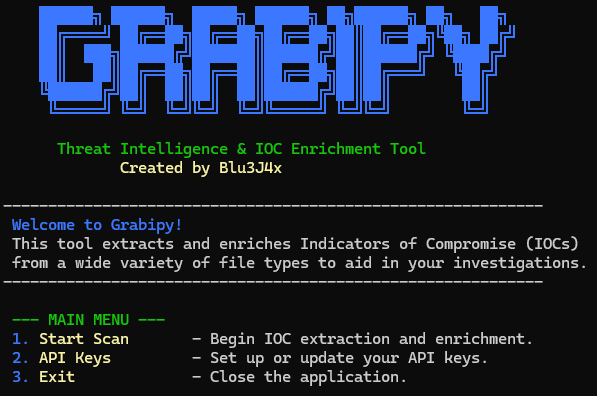 GRABIPY
Threat Intelligence & IOC Enrichment Tool
Created by Blu3J4x
Welcome to Grabipy!
This tool extracts and enriches Indicators of Compromise (IOCs)
from a wide variety of file types to aid in your investigations.
--- MAIN MENU ---
1. Start Scan - Begin IOC extraction and enrichment.
2. API Keys - Set up or update your API keys.
3. Exit - Close the application.